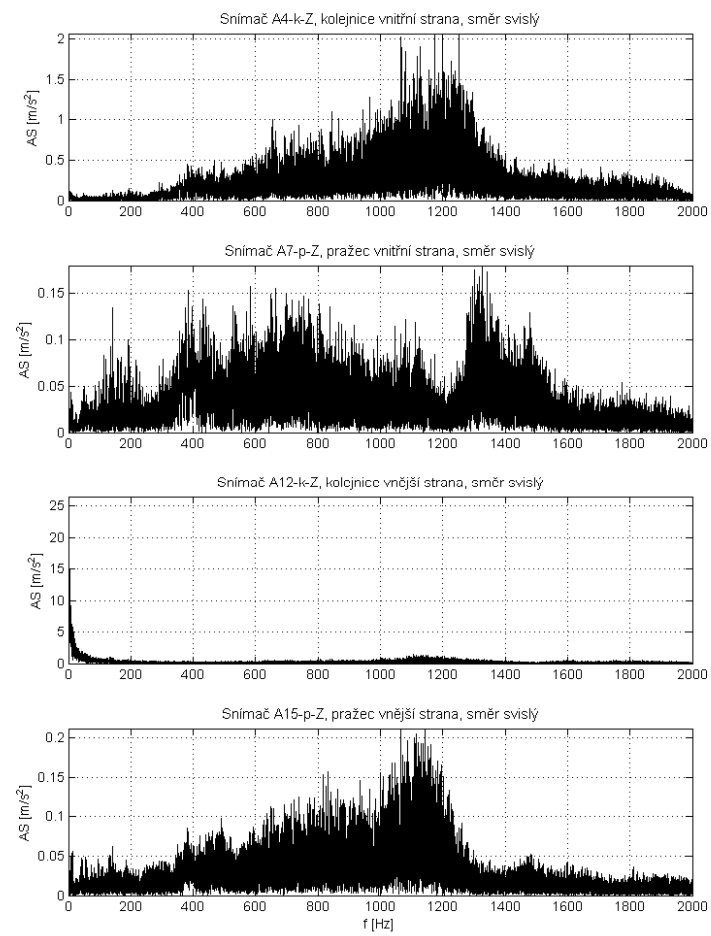 Snímač A4-k-Z, kolejnice vnitřní strana, směr svislý
2
1.5
1
0.5
0
AS [m/s²]
0 200 400 600 800 1000 1200 1400 1600 1800 2000
Snímač A7-p-Z, pražec vnitřní strana, směr svislý
0.15
0.1
0.05
0
AS [m/s²]
0 200 400 600 800 1000 1200 1400 1600 1800 2000
Snímač A12-k-Z, kolejnice vnější strana, směr svislý
25
20
15
10
5
0
AS [m/s²]
0 200 400 600 800 1000 1200 1400 1600 1800 2000
Snímač A15-p-Z, pražec vnější strana, směr svislý
0.2
0.15
0.1
0.05
0
AS [m/s²]
0 200 400 600 800 1000 1200 1400 1600 1800 2000
f [Hz]